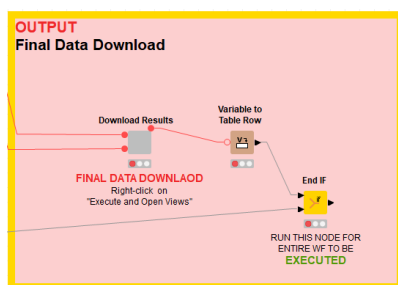 OUTPUT
Final Data Download
Download Results
Variable to
Table Row
FINAL DATA DOWNLAOD
Right-click on
"Execute and Open Views"
End IF
RUN THIS NODE FOR
ENTIRE WF TO BE
EXECUTED